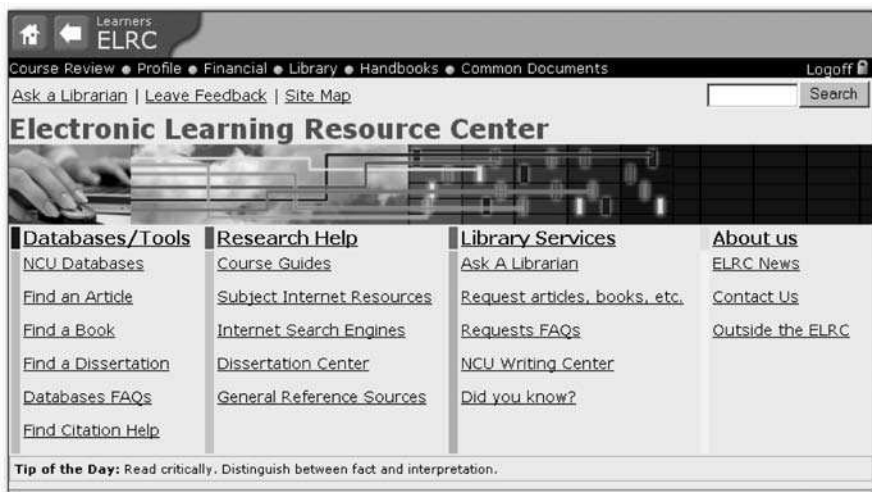 Learners
ELRC
Course Review ● Profile ● Financial ● Library ● Handbooks ● Common Documents Logoff
Ask a Librarian | Leave Feedback | Site Map Search
Electronic Learning Resource Center
Databases/Tools Research Help Library Services About us
NCU Databases Course Guides Ask A Librarian ELRC News
Find an Article Subject Internet Resources Request articles, books, etc. Contact Us
Find a Book Internet Search Engines Requests FAQs Outside the ELRC
Find a Dissertation Dissertation Center NCU Writing Center
Databases FAQs General Reference Sources Did you know?
Find Citation Help
Tip of the Day: Read critically. Distinguish between fact and interpretation.